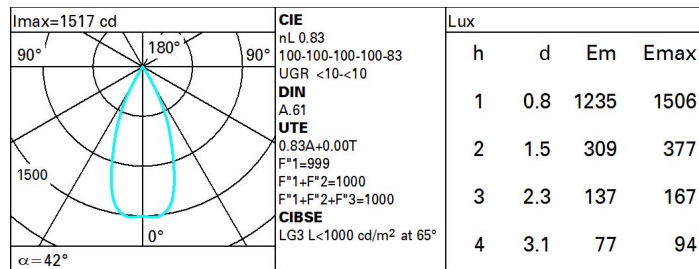 Imax=1517 cd
90° 180° 90°
1500
0°
α=42°
CIE
nL 0.83
100-100-100-100-83
UGR <10-<10
DIN
A.61
UTE
0.83A+0.00T
F"1=999
F"1+F"2=1000
F"1+F"2+F"3=1000
CIBSE
LG3 L<1000 cd/m² at 65°
Lux
h d Em Emax
1 0.8 1235 1506
2 1.5 309 377
3 2.3 137 167
4 3.1 77 94